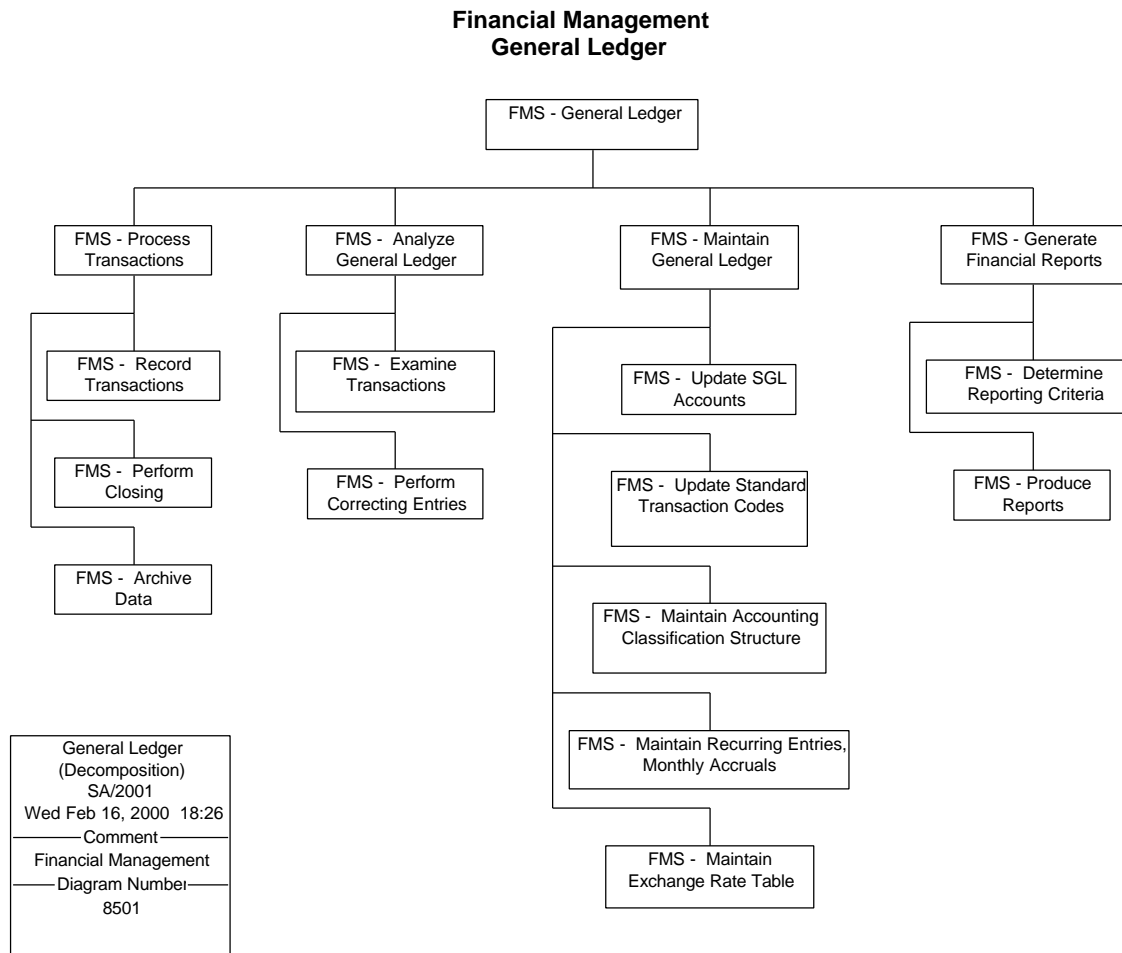 Financial Management
General Ledger
FMS - General Ledger
FMS - Process
Transactions
FMS -  Analyze
General Ledger
FMS - Maintain
General Ledger
FMS - Generate
Financial Reports
FMS -  Record
Transactions
FMS -  Examine
Transactions
FMS -  Update SGL
Accounts
FMS -  Determine
Reporting Criteria
FMS -  Perform
Closing
FMS -  Perform
Correcting Entries
FMS -  Update Standard
Transaction Codes
FMS - Produce
Reports
FMS -  Archive
Data
FMS -  Maintain Accounting
Classification Structure
FMS -  Maintain Recurring Entries,
Monthly Accruals
FMS -  Maintain
Exchange Rate Table
General Ledger
(Decomposition)
SA/2001
Wed Feb 16, 2000  18:26
Comment
Financial Management
Diagram Number
8501